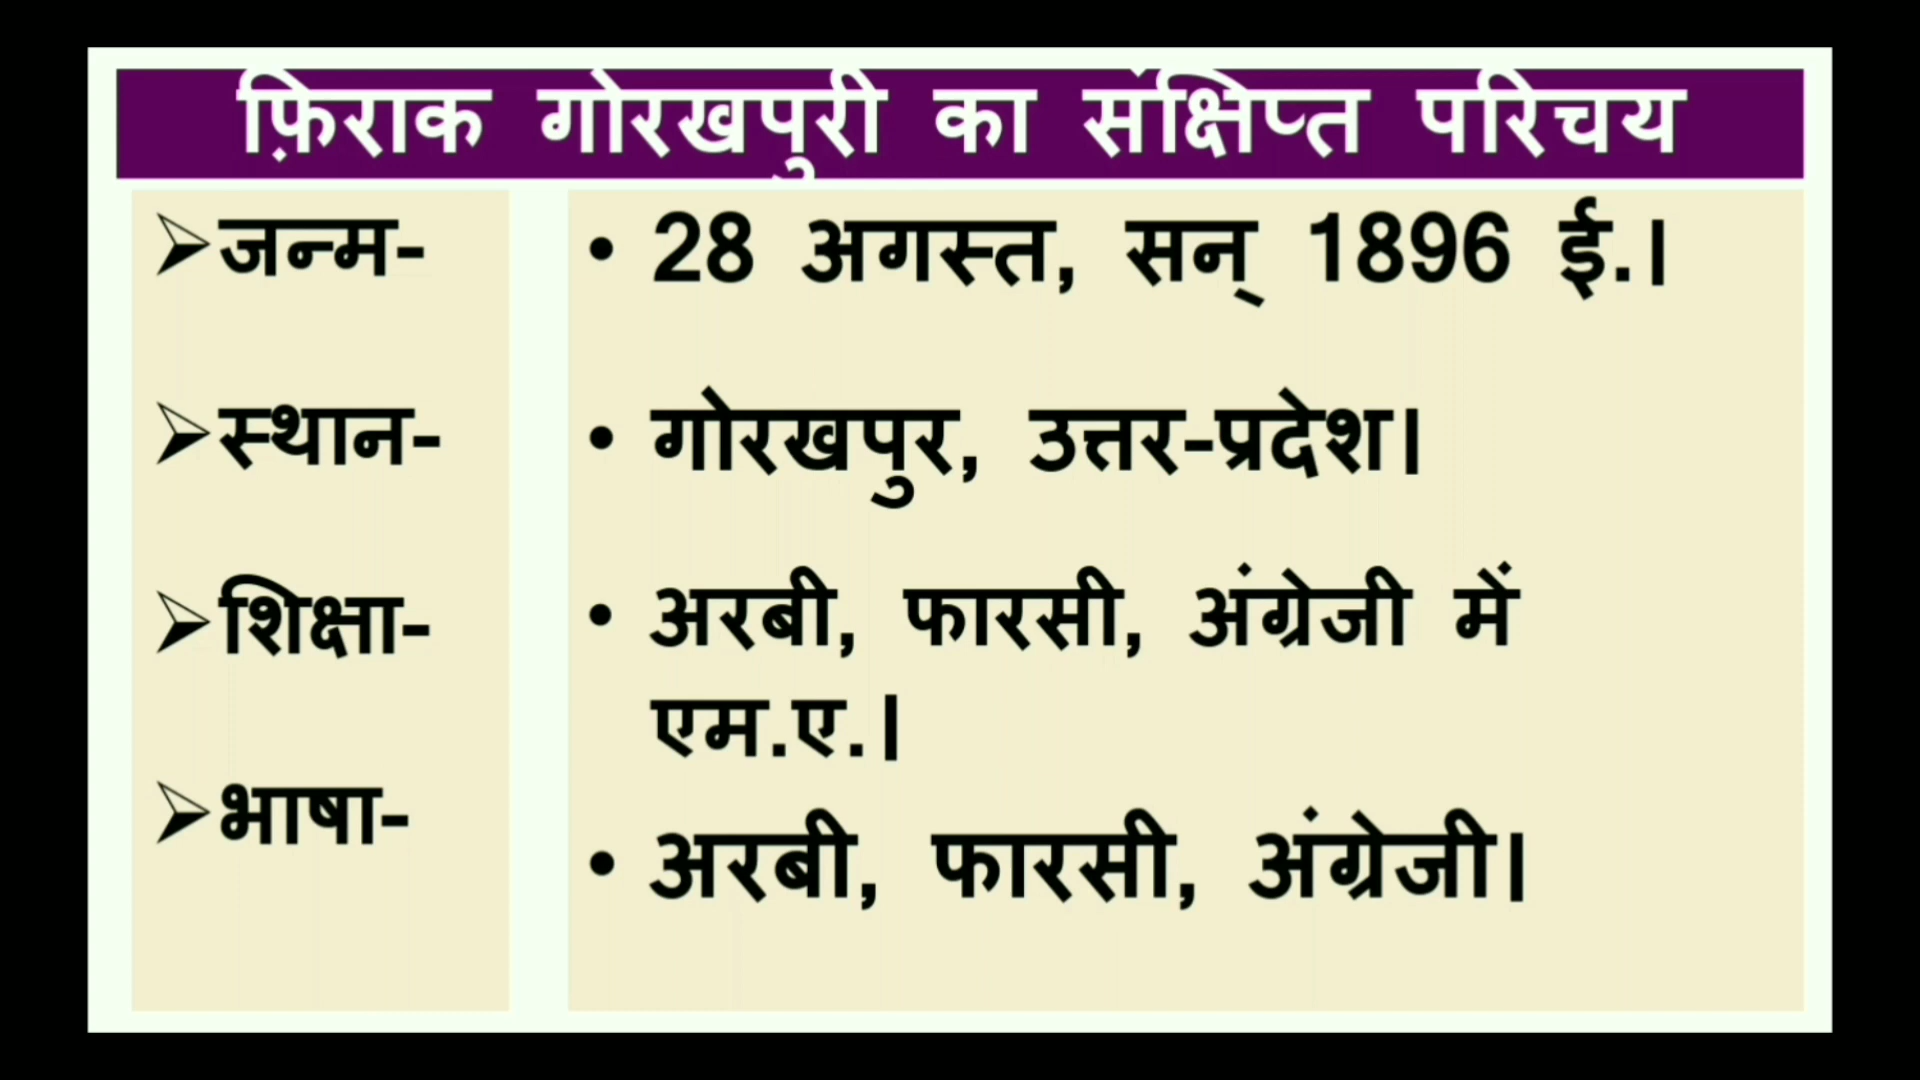 फ़िराक गोरखपुरी का संक्षिप्त परिचय
➢जन्म-
• 28 अगस्त, सन् 1896 ई.।
➢स्थान-
• गोरखपुर, उत्तर-प्रदेश।
➢शिक्षा-
• अरबी, फारसी, अंग्रेजी में
एम.ए.।
➢भाषा-
• अरबी, फारसी, अंग्रेजी।